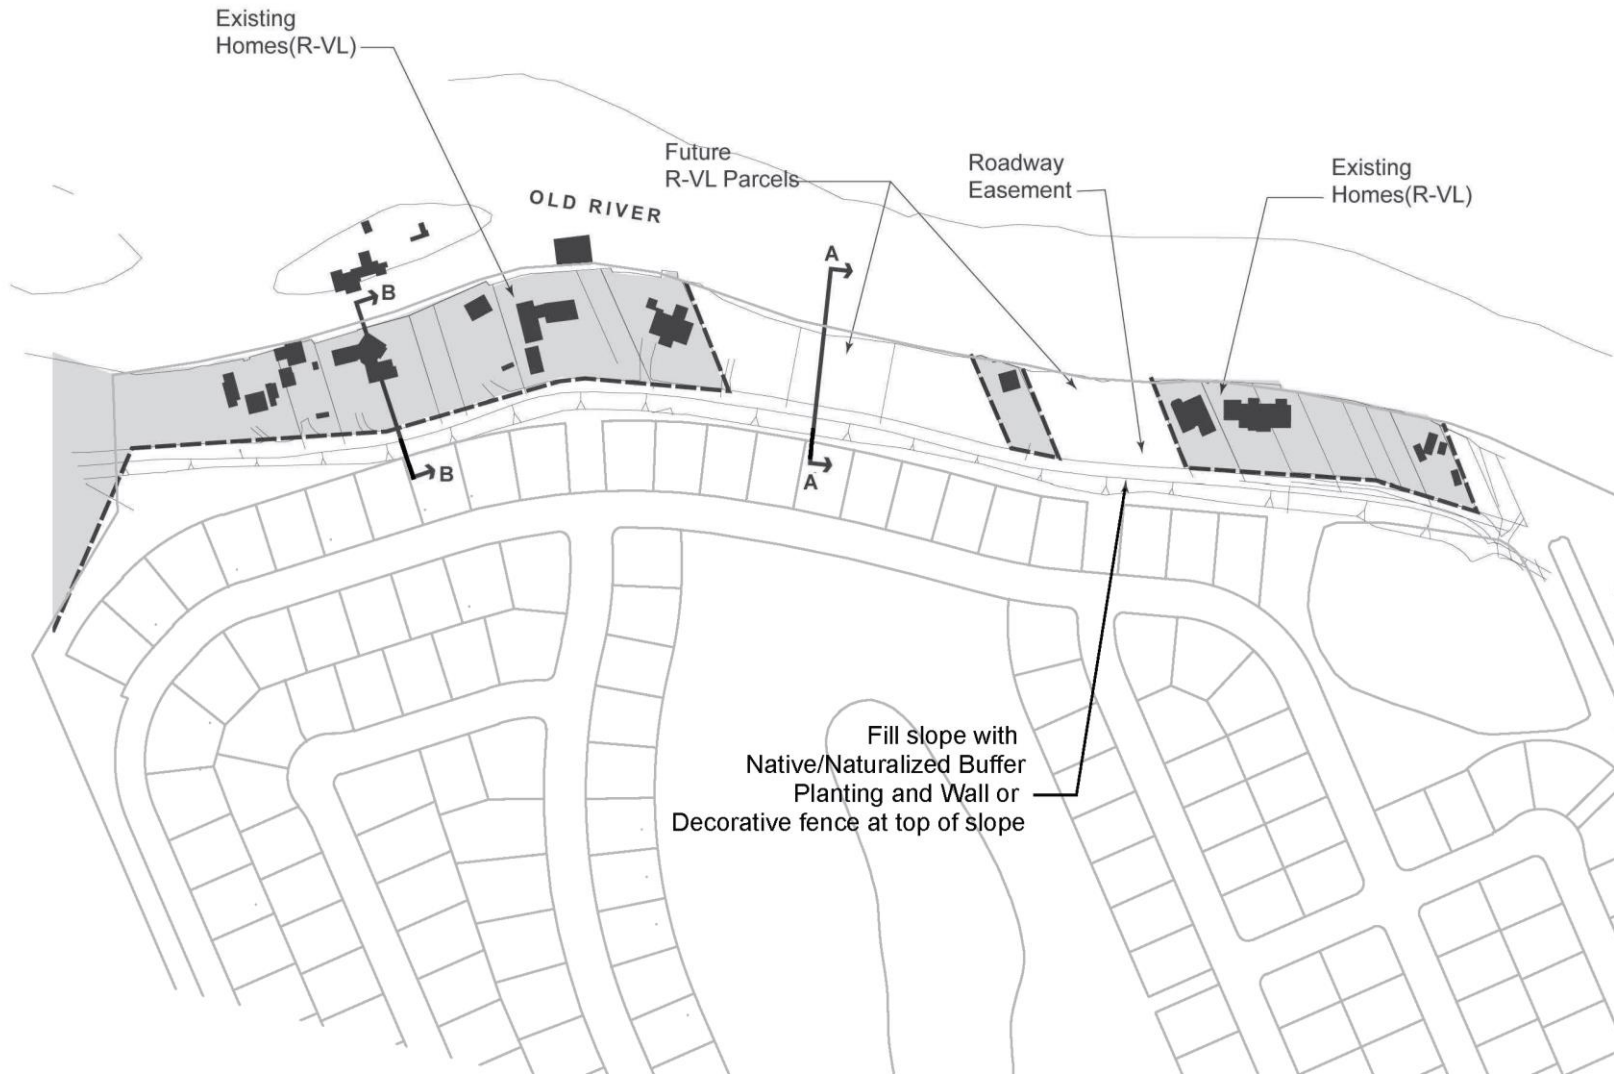 Existing
Homes(R-VL)
Future
R-VL Parcels
Roadway
Easement
Existing
Homes(R-VL)
OLD RIVER
A
B
B
A
Fill slope with
Native/Naturalized Buffer
Planting and Wall or
Decorative fence at top of slope